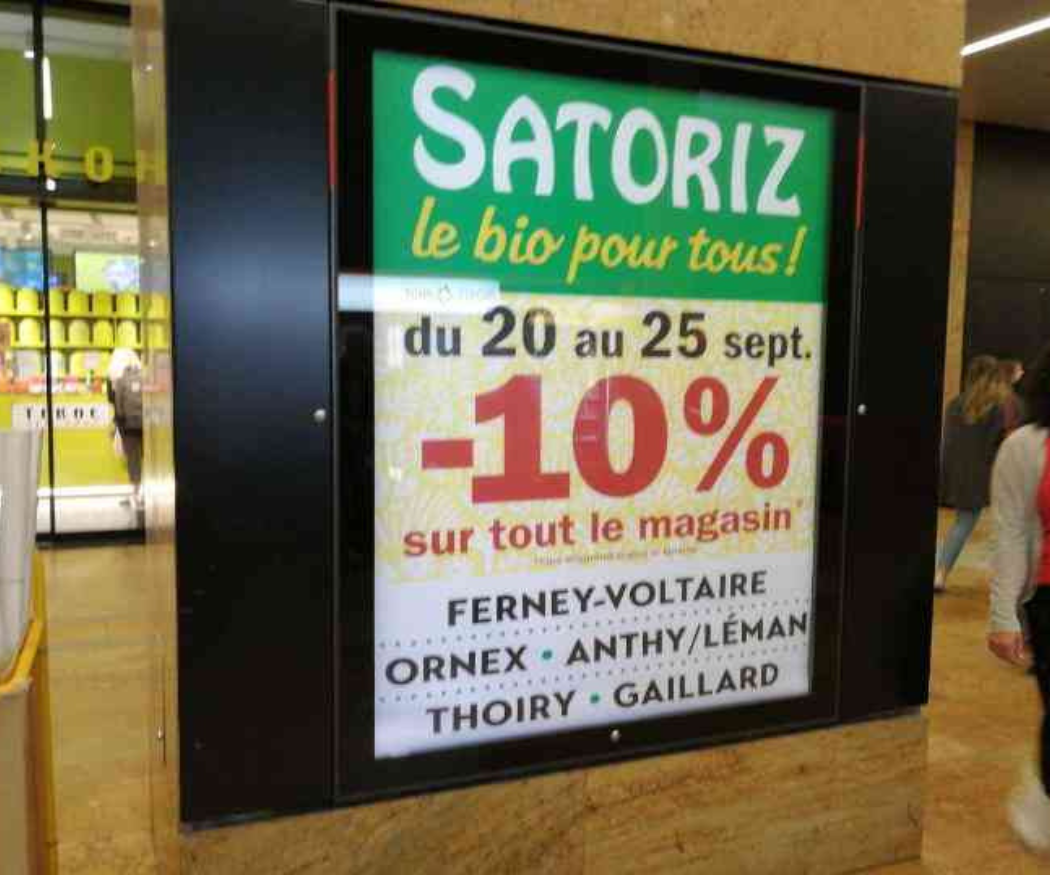 SATORIZ
le bio pour tous!
du 20 au 25 sept.
-10%
sur tout le magasin*
FERNEY-VOLTAIRE
ORNEX • ANTHY/LÉMAN
THOIRY • GAILLARD